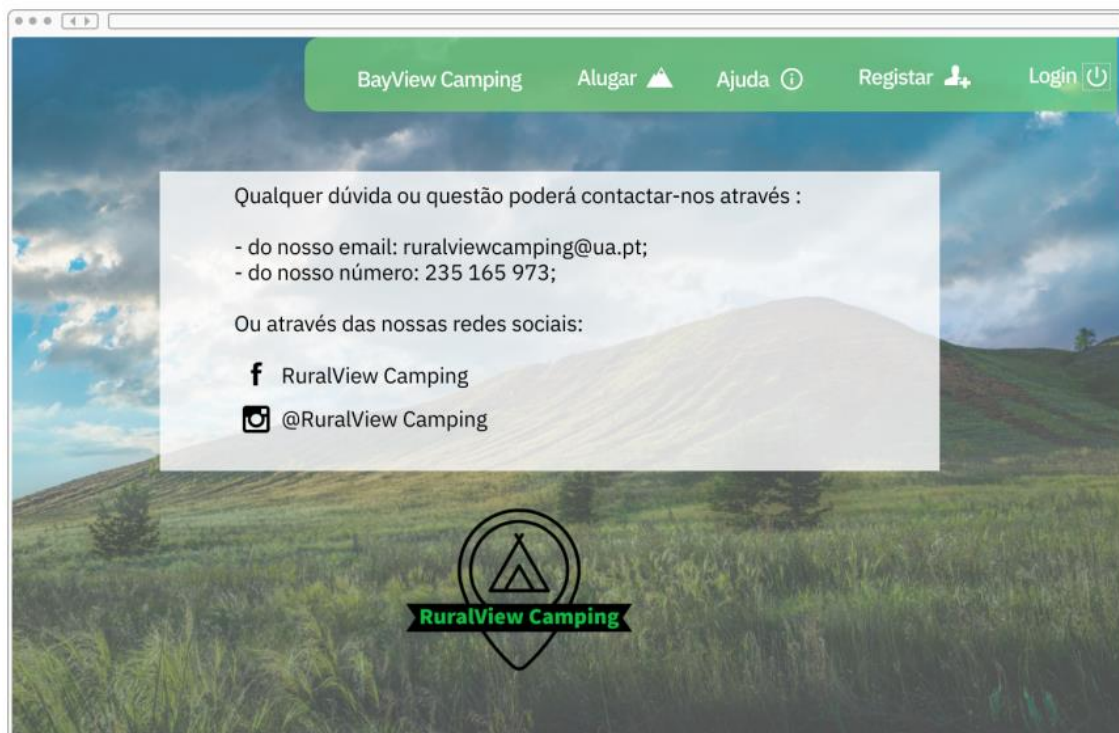 BayView Camping Alugar Ajuda Registar Login
Qualquer dúvida ou questão poderá contactar-nos através :
- do nosso email: ruralviewcamping@ua.pt;
- do nosso número: 235 165 973;
Ou através das nossas redes sociais:
RuralView Camping
@RuralView Camping
RuralView Camping